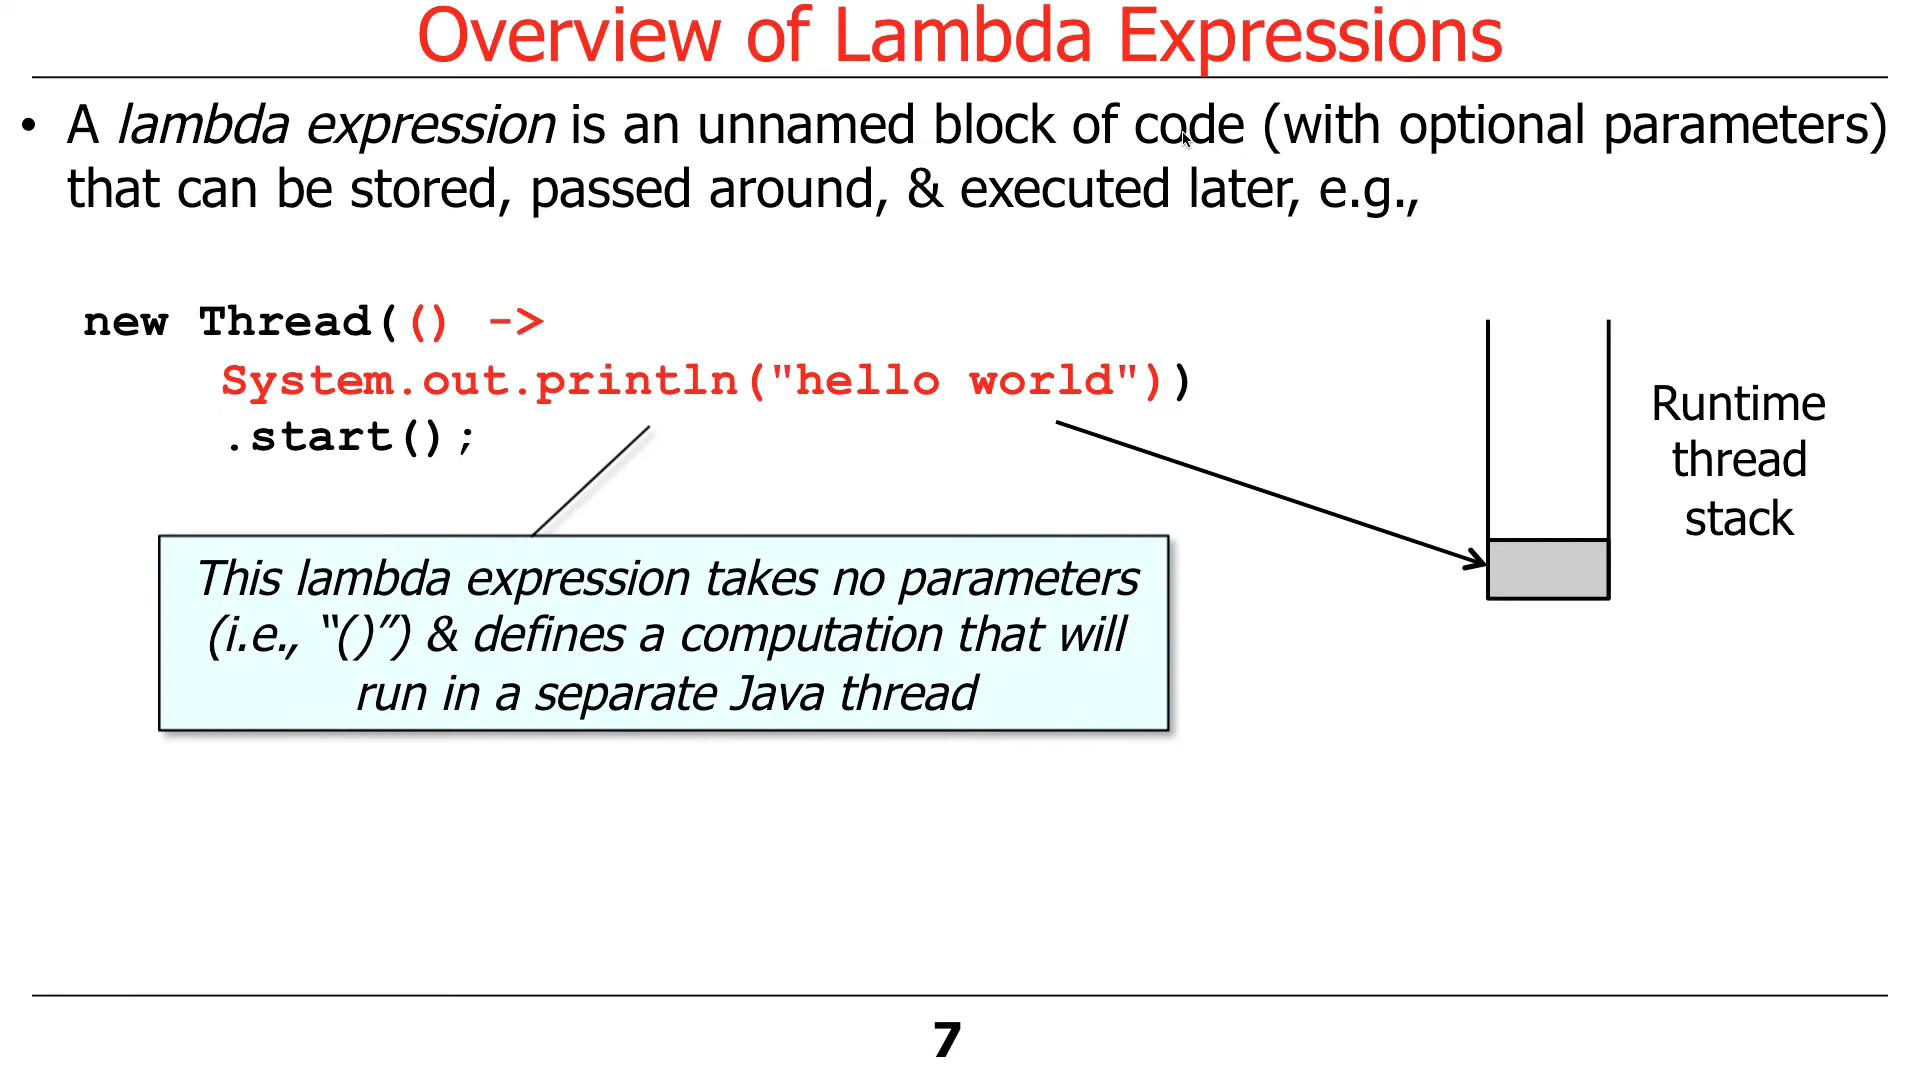 Overview of Lambda Expressions
• A lambda expression is an unnamed block of code (with optional parameters)
that can be stored, passed around, & executed later, e.g.,
new Thread(() ->
System.out.println("hello world"))
.start();
Runtime
thread
stack
This lambda expression takes no parameters
(i.e., “()”) & defines a computation that will
run in a separate Java thread
7